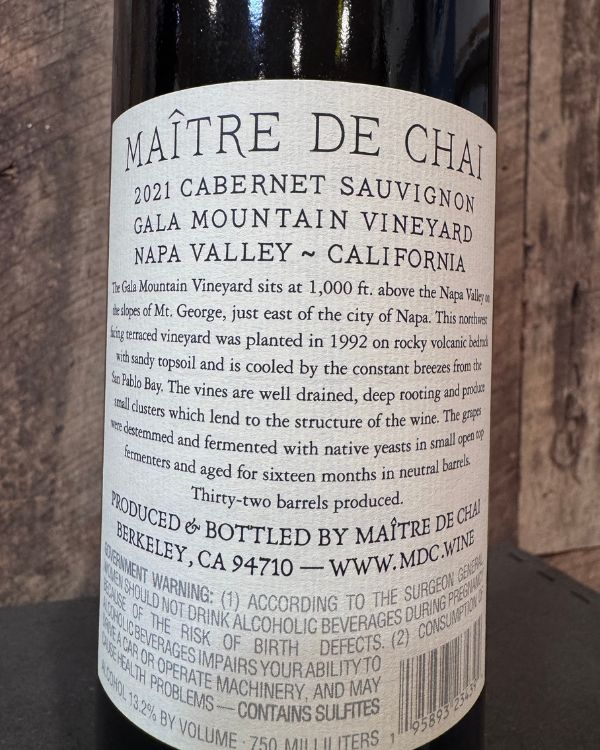 MAÎTRE DE CHAI
2021 CABERNET SAUVIGNON
GALA MOUNTAIN VINEYARD
NAPA VALLEY ~ CALIFORNIA
The Gala Mountain Vineyard sits at 1,000 ft. above the Napa Valley on
the slopes of Mt. George, just east of the city of Napa. This northwest
facing terraced vineyard was planted in 1992 on rocky volcanic bedrock
with sandy topsoil and is cooled by the constant breezes from the
San Pablo Bay. The vines are well drained, deep rooting and produce
small clusters which lend to the structure of the wine. The grapes
were destemmed and fermented with native yeasts in small open top
fermenters and aged for sixteen months in neutral barrels.
Thirty-two barrels produced.
PRODUCED & BOTTLED BY MAÎTRE DE CHAI
BERKELEY, CA 94710 — WWW.MDC.WINE
GOVERNMENT WARNING: (1) ACCORDING TO THE SURGEON GENERAL,
WOMEN SHOULD NOT DRINK ALCOHOLIC BEVERAGES DURING PREGNANCY
BECAUSE OF THE RISK OF BIRTH DEFECTS. (2) CONSUMPTION OF
ALCOHOLIC BEVERAGES IMPAIRS YOUR ABILITY TO
DRIVE A CAR OR OPERATE MACHINERY, AND MAY
CAUSE HEALTH PROBLEMS — CONTAINS SULFITES
ALCOHOL 13.2% BY VOLUME · 750 MILLILITERS